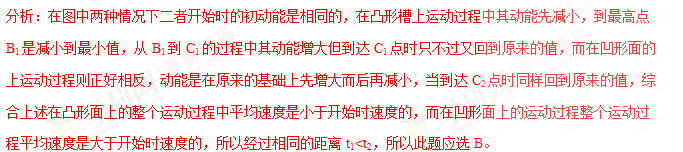 分析：在图中两种情况下二者开始时的初动能是相同的，在凸形槽上运动过程中其动能先减小，到最高点
B₁是减小到最小值，从 B₁到 C₁的过程中其动能增大但到达 C₁点时只不过又回到原来的值，而在凹形面的
上运动过程则正好相反，动能是在原来的基础上先增大而后再减小，当到达 C₂点时同样回到原来的值，综
合上述在凸形面上的整个运动过程中平均速度是小于开始时速度的，而在凹形面上的运动过程整个运动过
程平均速度是大于开始时速度的，所以经过相同的距离 t₁<t₂，所以此题应选 B。